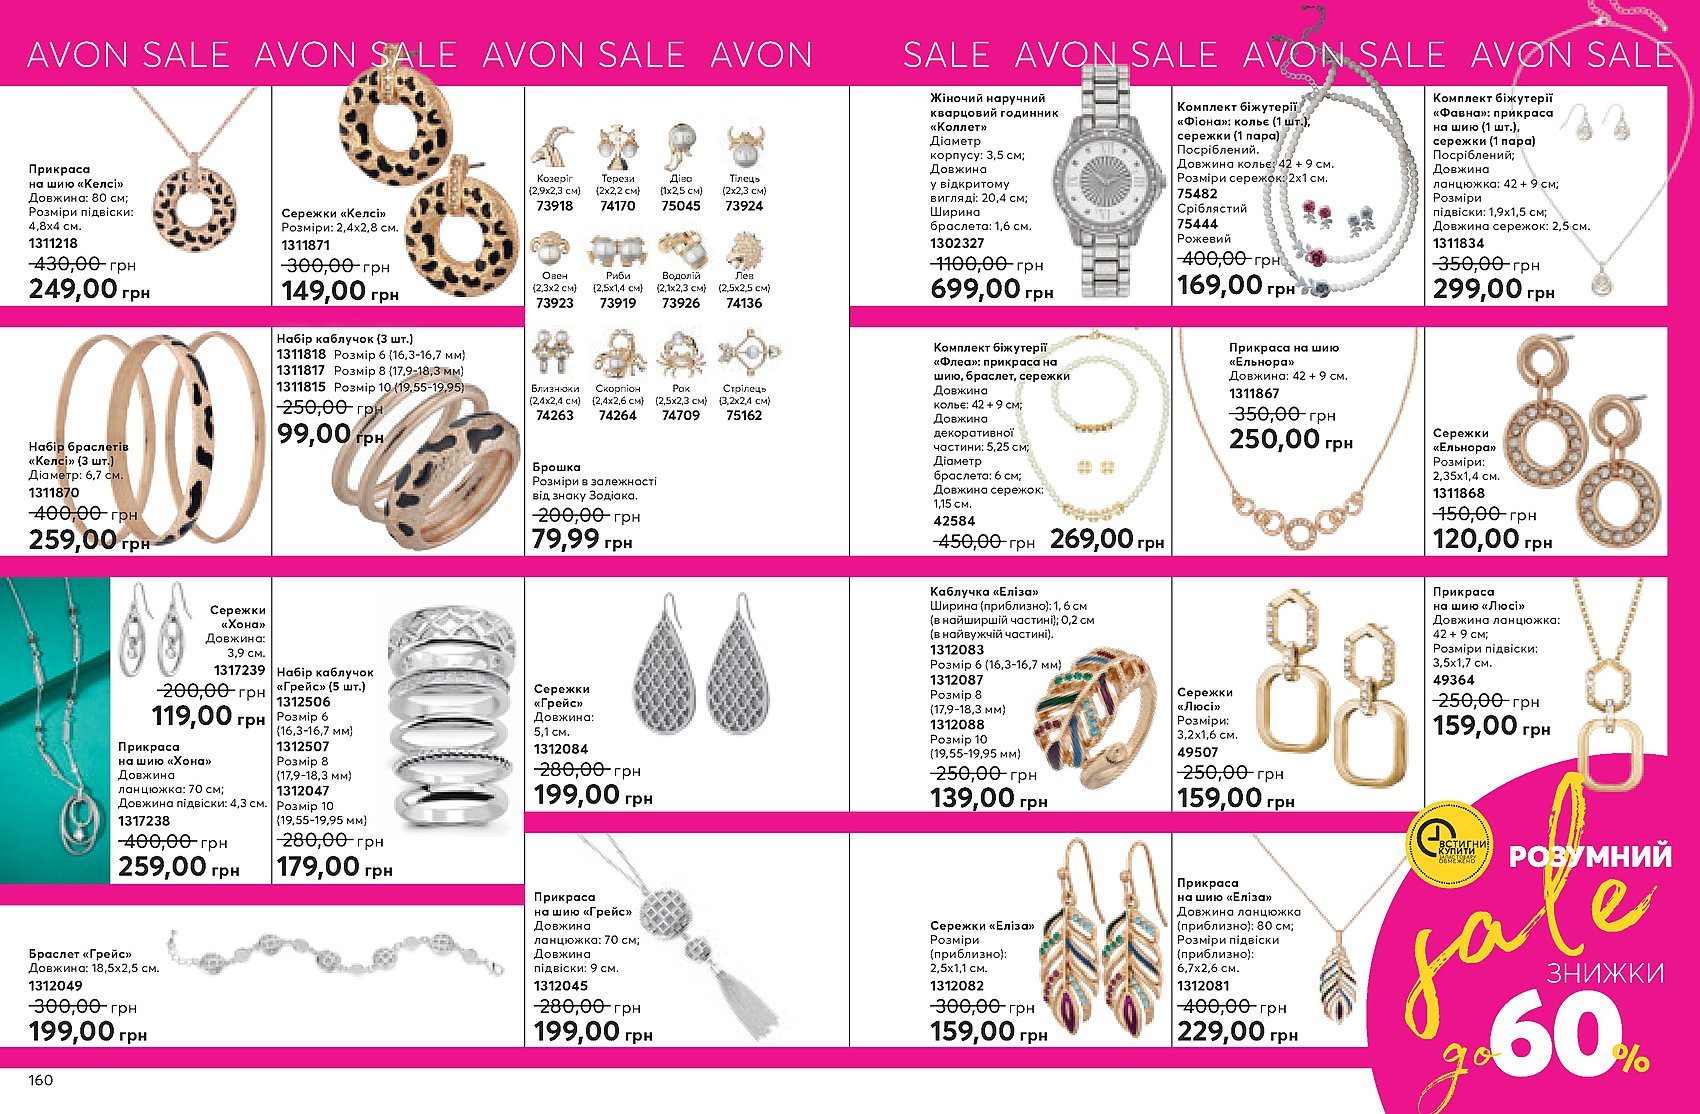 AVON SALE AVON SALE AVON SALE AVON
SALE AVON SALE AVON SALE AVON SALE
Прикраса
на шию «Келсі»
Довжина: 80 см;
Розміри підвіски:
4,8х4 см.
1311218
430,00 грн
249,00 грн
Сережки «Келсі»
Розміри: 2,4х2,8 см.
1311871
300,00 грн
149,00 грн
Козеріг
(2,9х2,3 см)
73918
Терези
(2х2,2 см)
74170
Діва
(1х2,5 см)
75045
Тілець
(2х2,3 см)
73924
Овен
(2,3х2 см)
73923
Риби
(2,5х1,4 см)
73919
Водолій
(2,1х2,3 см)
73926
Лев
(2,5х2,5 см)
74136
Близнюки
(2,4х2,4 см)
74263
Скорпіон
(2,4х2,6 см)
74264
Рак
(2,5х2,3 см)
74709
Стрілець
(3,2х2,4 см)
75162
Брошка
Розміри в залежності
від знаку Зодіака.
200,00 грн
79,99 грн
Набір браслетів
«Келсі» (3 шт.)
Діаметр: 6,7 см.
1311870
400,00 грн
259,00 грн
Набір каблучок (3 шт.)
1311818 Розмір 6 (16,3-16,7 мм)
1311817 Розмір 8 (17,9-18,3 мм)
1311815 Розмір 10 (19,55-19,95)
250,00 грн
99,00 грн
Жіночий наручний
кварцовий годинник
«Коллет»
Діаметр
корпусу: 3,5 см;
Довжина
у відкритому
вигляді: 20,4 см;
Ширина
браслета: 1,6 см.
1302327
1100,00 грн
699,00 грн
Комплект біжутерії
«Фіона»: кольє (1 шт.),
сережки (1 пара)
Посріблений.
Довжина кольє: 42 + 9 см.
Розміри сережок: 2х1 см.
75482
Сріблястий
75444
Рожевий
400,00 грн
169,00 грн
Комплект біжутерії
«Фавна»: прикраса
на шию (1 шт.),
сережки (1 пара)
Посріблений;
Довжина
ланцюжка: 42 + 9 см;
Розміри
підвіски: 1,9х1,5 см;
Довжина сережок: 2,5 см.
1311834
350,00 грн
299,00 грн
Комплект біжутерії
«Флеа»: прикраса на
шию, браслет, сережки
Довжина
кольє: 42 + 9 см;
Довжина
декоративної
частини: 5,25 см;
Діаметр
браслета: 6 см;
Довжина сережок:
1,15 см.
42584
450,00 грн 269,00 грн
Прикраса на шию
«Ельнора»
Довжина: 42 + 9 см.
1311867
350,00 грн
250,00 грн
Сережки
«Ельнора»
Розміри:
2,35х1,4 см.
1311868
150,00 грн
120,00 грн
Сережки
«Хона»
Довжина:
3,9 см.
1317239
200,00 грн
119,00 грн
Прикраса
на шию «Хона»
Довжина
ланцюжка: 70 см;
Довжина підвіски: 4,3 см.
1317238
400,00 грн
259,00 грн
Набір каблучок
«Грейс» (5 шт.)
1312506
Розмір 6
(16,3-16,7 мм)
1312507
Розмір 8
(17,9-18,3 мм)
1312047
Розмір 10
(19,55-19,95 мм)
280,00 грн
179,00 грн
Сережки
«Грейс»
Довжина:
5,1 см.
1312084
280,00 грн
199,00 грн
Браслет «Грейс»
Довжина: 18,5х2,5 см.
1312049
300,00 грн
199,00 грн
Прикраса
на шию «Грейс»
Довжина
ланцюжка: 70 см;
Довжина
підвіски: 9 см.
1312045
280,00 грн
199,00 грн
Каблучка «Еліза»
Ширина (приблизно): 1,6 см
(в найширшій частині); 0,2 см
(в найвужчій частині).
1312083
Розмір 6 (16,3-16,7 мм)
1312087
Розмір 8
(17,9-18,3 мм)
1312088
Розмір 10
(19,55-19,95 мм)
250,00 грн
139,00 грн
Сережки
«Люсі»
Розміри:
3,2х1,6 см.
49507
250,00 грн
159,00 грн
Прикраса
на шию «Люсі»
Довжина ланцюжка:
42 + 9 см;
Розміри підвіски:
3,5х1,7 см.
49364
250,00 грн
159,00 грн
Сережки «Еліза»
Розміри
(приблизно):
2,5х1,1 см.
1312082
300,00 грн
159,00 грн
Прикраса
на шию «Еліза»
Довжина ланцюжка
(приблизно): 80 см;
Розміри підвіски
(приблизно):
6,7х2,6 см.
1312081
400,00 грн
229,00 грн
ВСТИГНИ
КУПИТИ
ЗАПАС ТОВАРУ
ОБМЕЖЕНО
РОЗУМНИЙ
sale
ЗНИЖКИ
до 60%
160